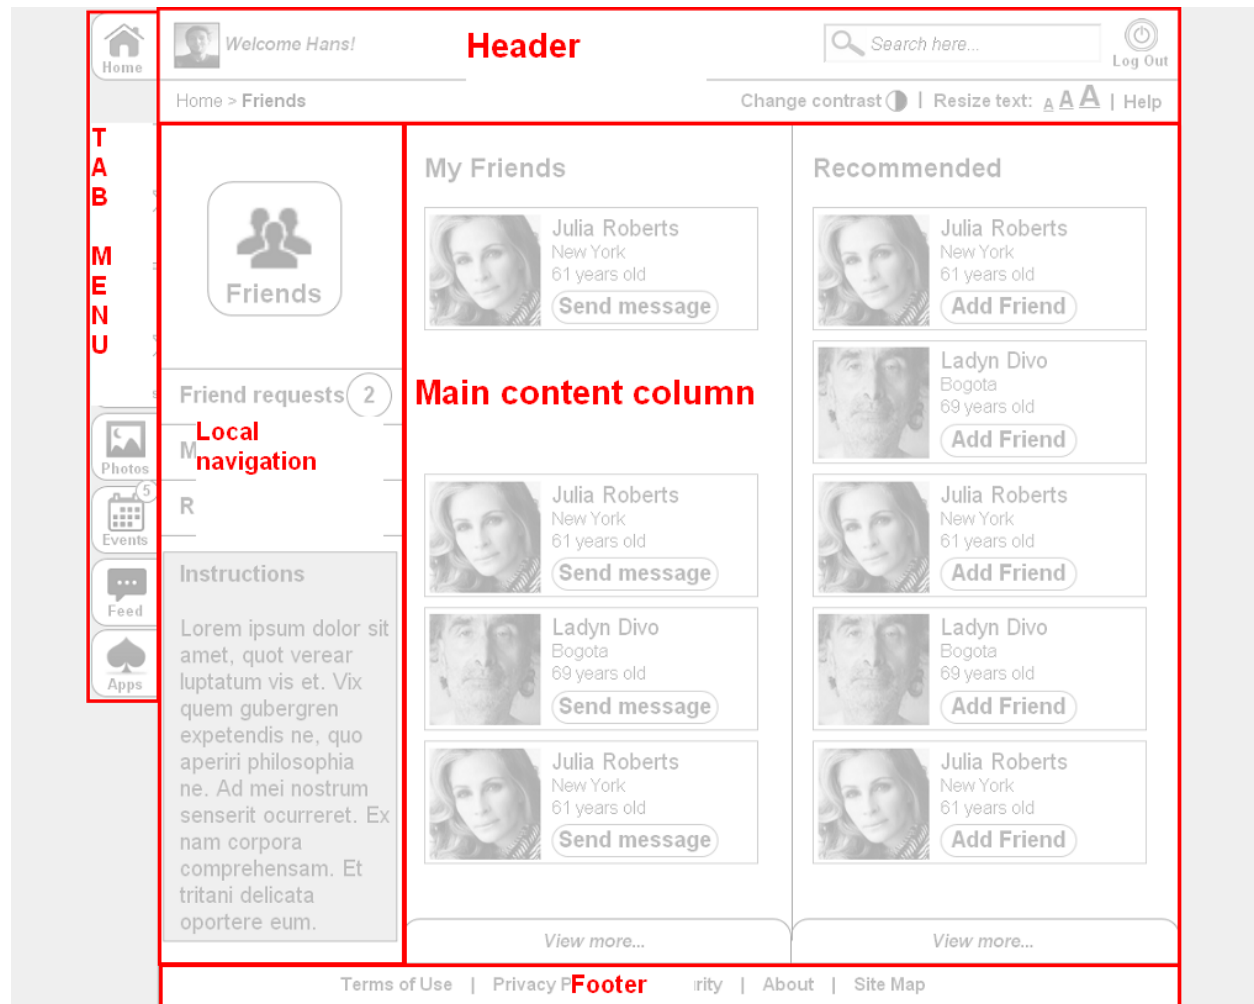 Home
Welcome Hans!
Header
Search here...
Log Out
Home > Friends
Change contrast | Resize text: A A A | Help
TAB MENU
Photos
5
Events
Feed
Apps
Friends
Friend requests 2
Local
navigation
M
R
Instructions
Lorem ipsum dolor sit
amet, quot verear
luptatum vis et. Vix
quem gubergren
expetendis ne, quo
aperiri philosophia
ne. Ad mei nostrum
senserit ocurreret. Ex
nam corpora
comprehensam. Et
tritani delicata
oportere eum.
My Friends
Julia Roberts
New York
61 years old
Send message
Main content column
Julia Roberts
New York
61 years old
Send message
Ladyn Divo
Bogota
69 years old
Send message
Julia Roberts
New York
61 years old
Send message
View more...
Recommended
Julia Roberts
New York
61 years old
Add Friend
Ladyn Divo
Bogota
69 years old
Add Friend
Julia Roberts
New York
61 years old
Add Friend
Ladyn Divo
Bogota
69 years old
Add Friend
Julia Roberts
New York
61 years old
Add Friend
View more...
Terms of Use | Privacy P Footer rity | About | Site Map